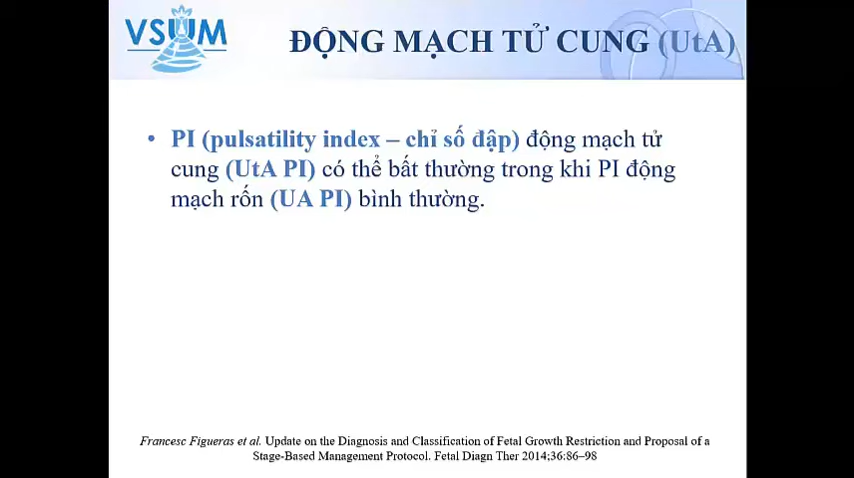 VSUM
ĐỘNG MẠCH TỬ CUNG (UtA)
• PI (pulsatility index – chỉ số đập) động mạch tử
cung (UtA PI) có thể bất thường trong khi PI động
mạch rốn (UA PI) bình thường.
Francesc Figueras et al. Update on the Diagnosis and Classification of Fetal Growth Restriction and Proposal of a
Stage-Based Management Protocol. Fetal Diagn Ther 2014;36:86–98